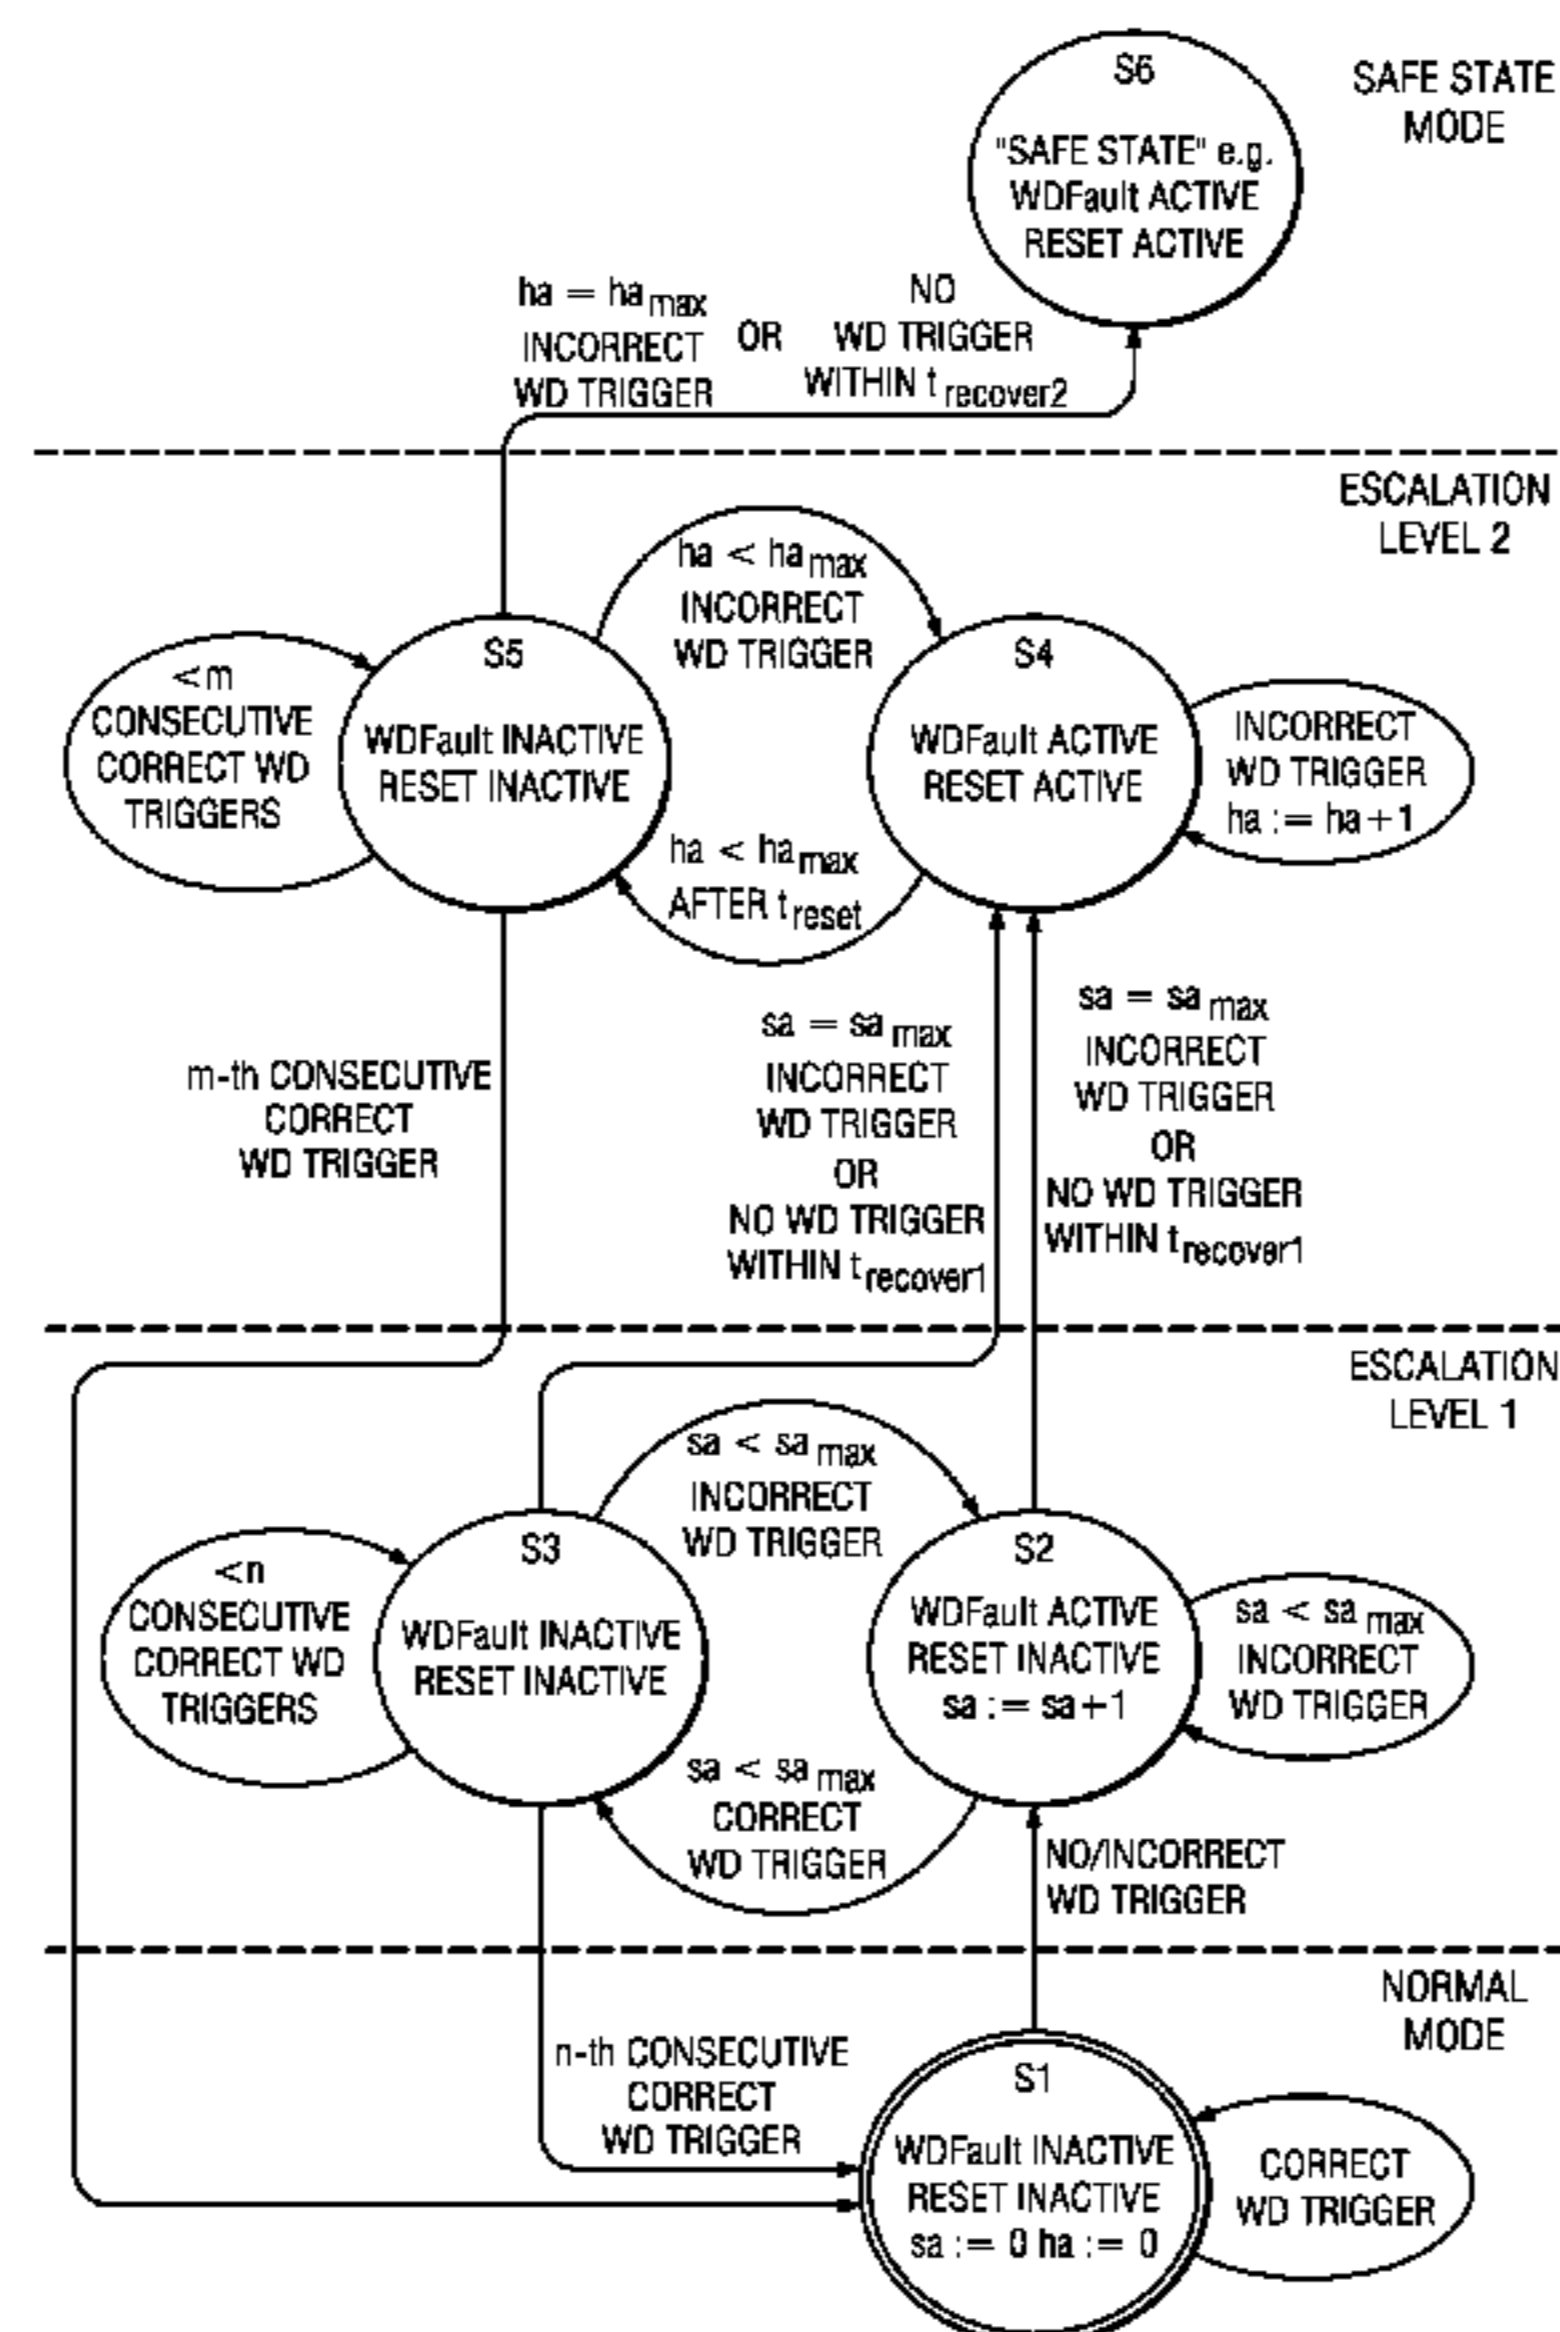 S6
"SAFE STATE" e.g.
WDFault ACTIVE
RESET ACTIVE
SAFE STATE
MODE
ha = ha max
INCORRECT
WD TRIGGER
OR
NO
WD TRIGGER
WITHIN t recover2
ESCALATION
LEVEL 2
ha < ha max
INCORRECT
WD TRIGGER
S5
WDFault INACTIVE
RESET INACTIVE
<m
CONSECUTIVE
CORRECT WD
TRIGGERS
S4
WDFault ACTIVE
RESET ACTIVE
INCORRECT
WD TRIGGER
ha := ha+1
ha < ha max
AFTER t reset
m-th CONSECUTIVE
CORRECT
WD TRIGGER
sa = sa max
INCORRECT
WD TRIGGER
OR
NO WD TRIGGER
WITHIN t recover1
sa = sa max
INCORRECT
WD TRIGGER
OR
NO WD TRIGGER
WITHIN t recover1
ESCALATION
LEVEL 1
sa < sa max
INCORRECT
WD TRIGGER
S3
WDFault INACTIVE
RESET INACTIVE
<n
CONSECUTIVE
CORRECT WD
TRIGGERS
S2
WDFault ACTIVE
RESET INACTIVE
sa := sa+1
sa < sa max
INCORRECT
WD TRIGGER
sa < sa max
CORRECT
WD TRIGGER
NO/INCORRECT
WD TRIGGER
NORMAL
MODE
n-th CONSECUTIVE
CORRECT
WD TRIGGER
S1
WDFault INACTIVE
RESET INACTIVE
sa := 0 ha := 0
CORRECT
WD TRIGGER